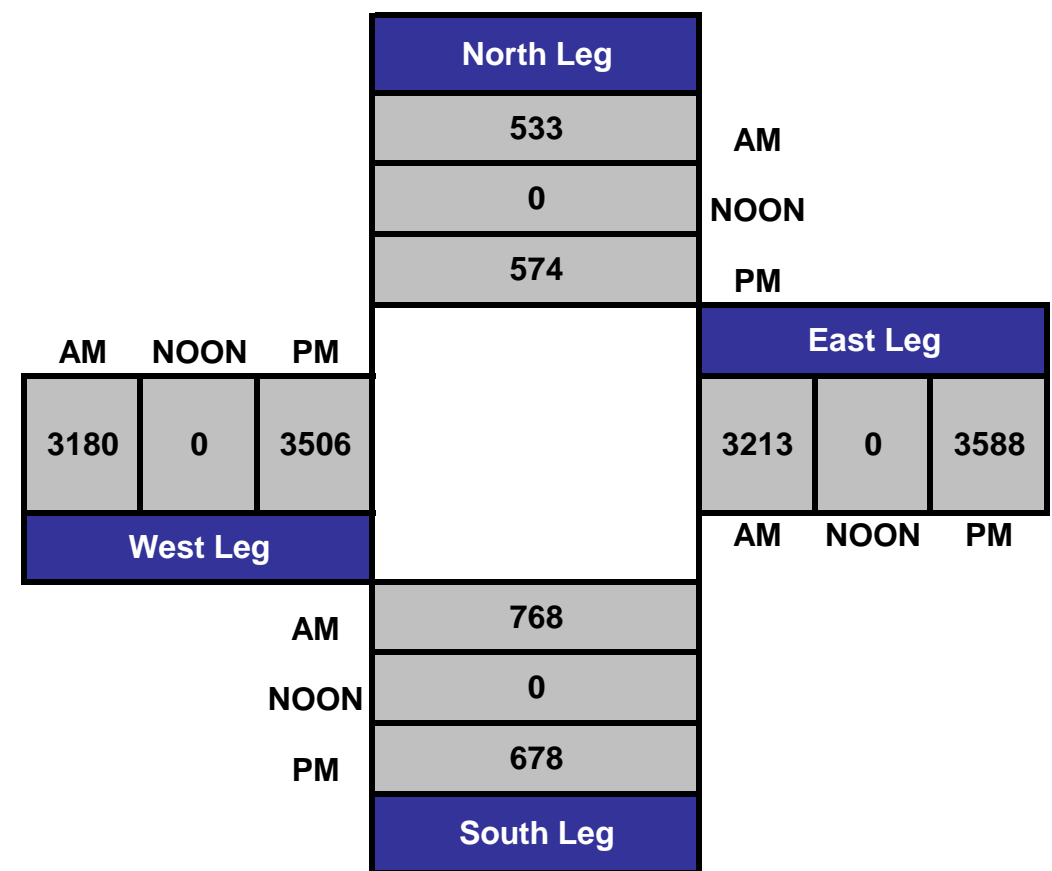 North Leg
533 AM
0 NOON
574 PM
AM NOON PM East Leg
3180 0 3506 3213 0 3588
West Leg AM NOON PM
AM 768
NOON 0
PM 678
South Leg